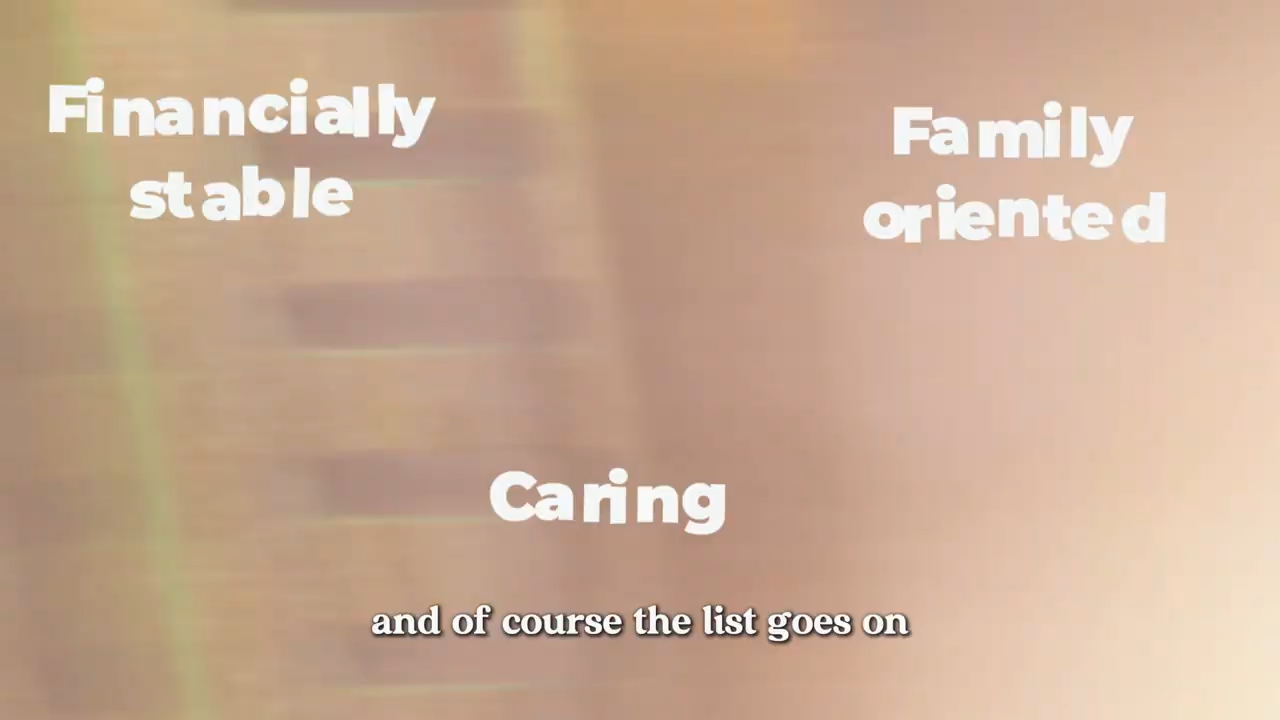 Financially
stable
Family
oriented
Caring
and of course the list goes on